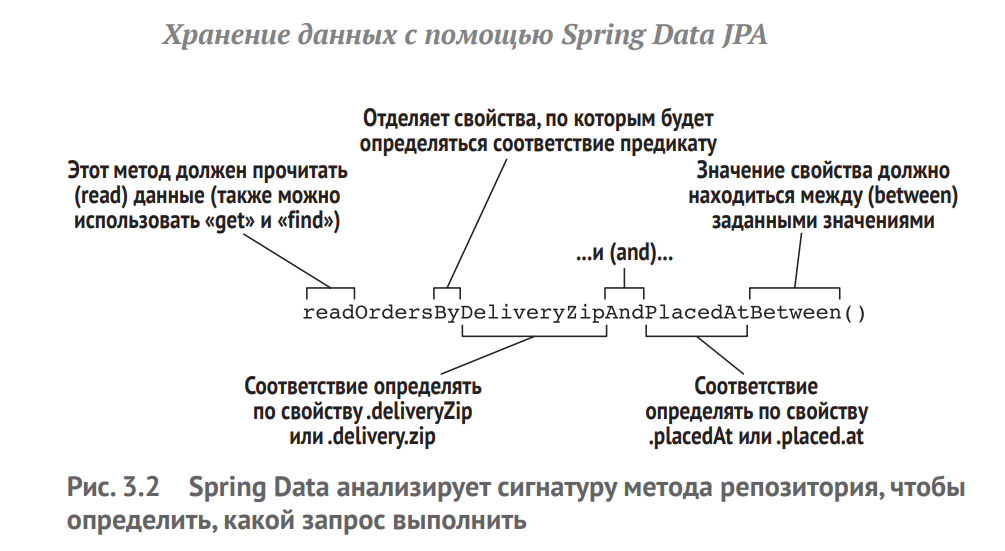 Хранение данных с помощью Spring Data JPA
Отделяет свойства, по которым будет
определяться соответствие предикату
Этот метод должен прочитать
(read) данные (также можно
использовать «get» и «find»)
Значение свойства должно
находиться между (between)
заданными значениями
...и (and)...
readOrdersByDeliveryZipAndPlacedAtBetween()
Соответствие определять
по свойству .deliveryZip
или .delivery.zip
Соответствие
определять по свойству
.placedAt или .placed.at
Рис. 3.2 Spring Data анализирует сигнатуру метода репозитория, чтобы
определить, какой запрос выполнить